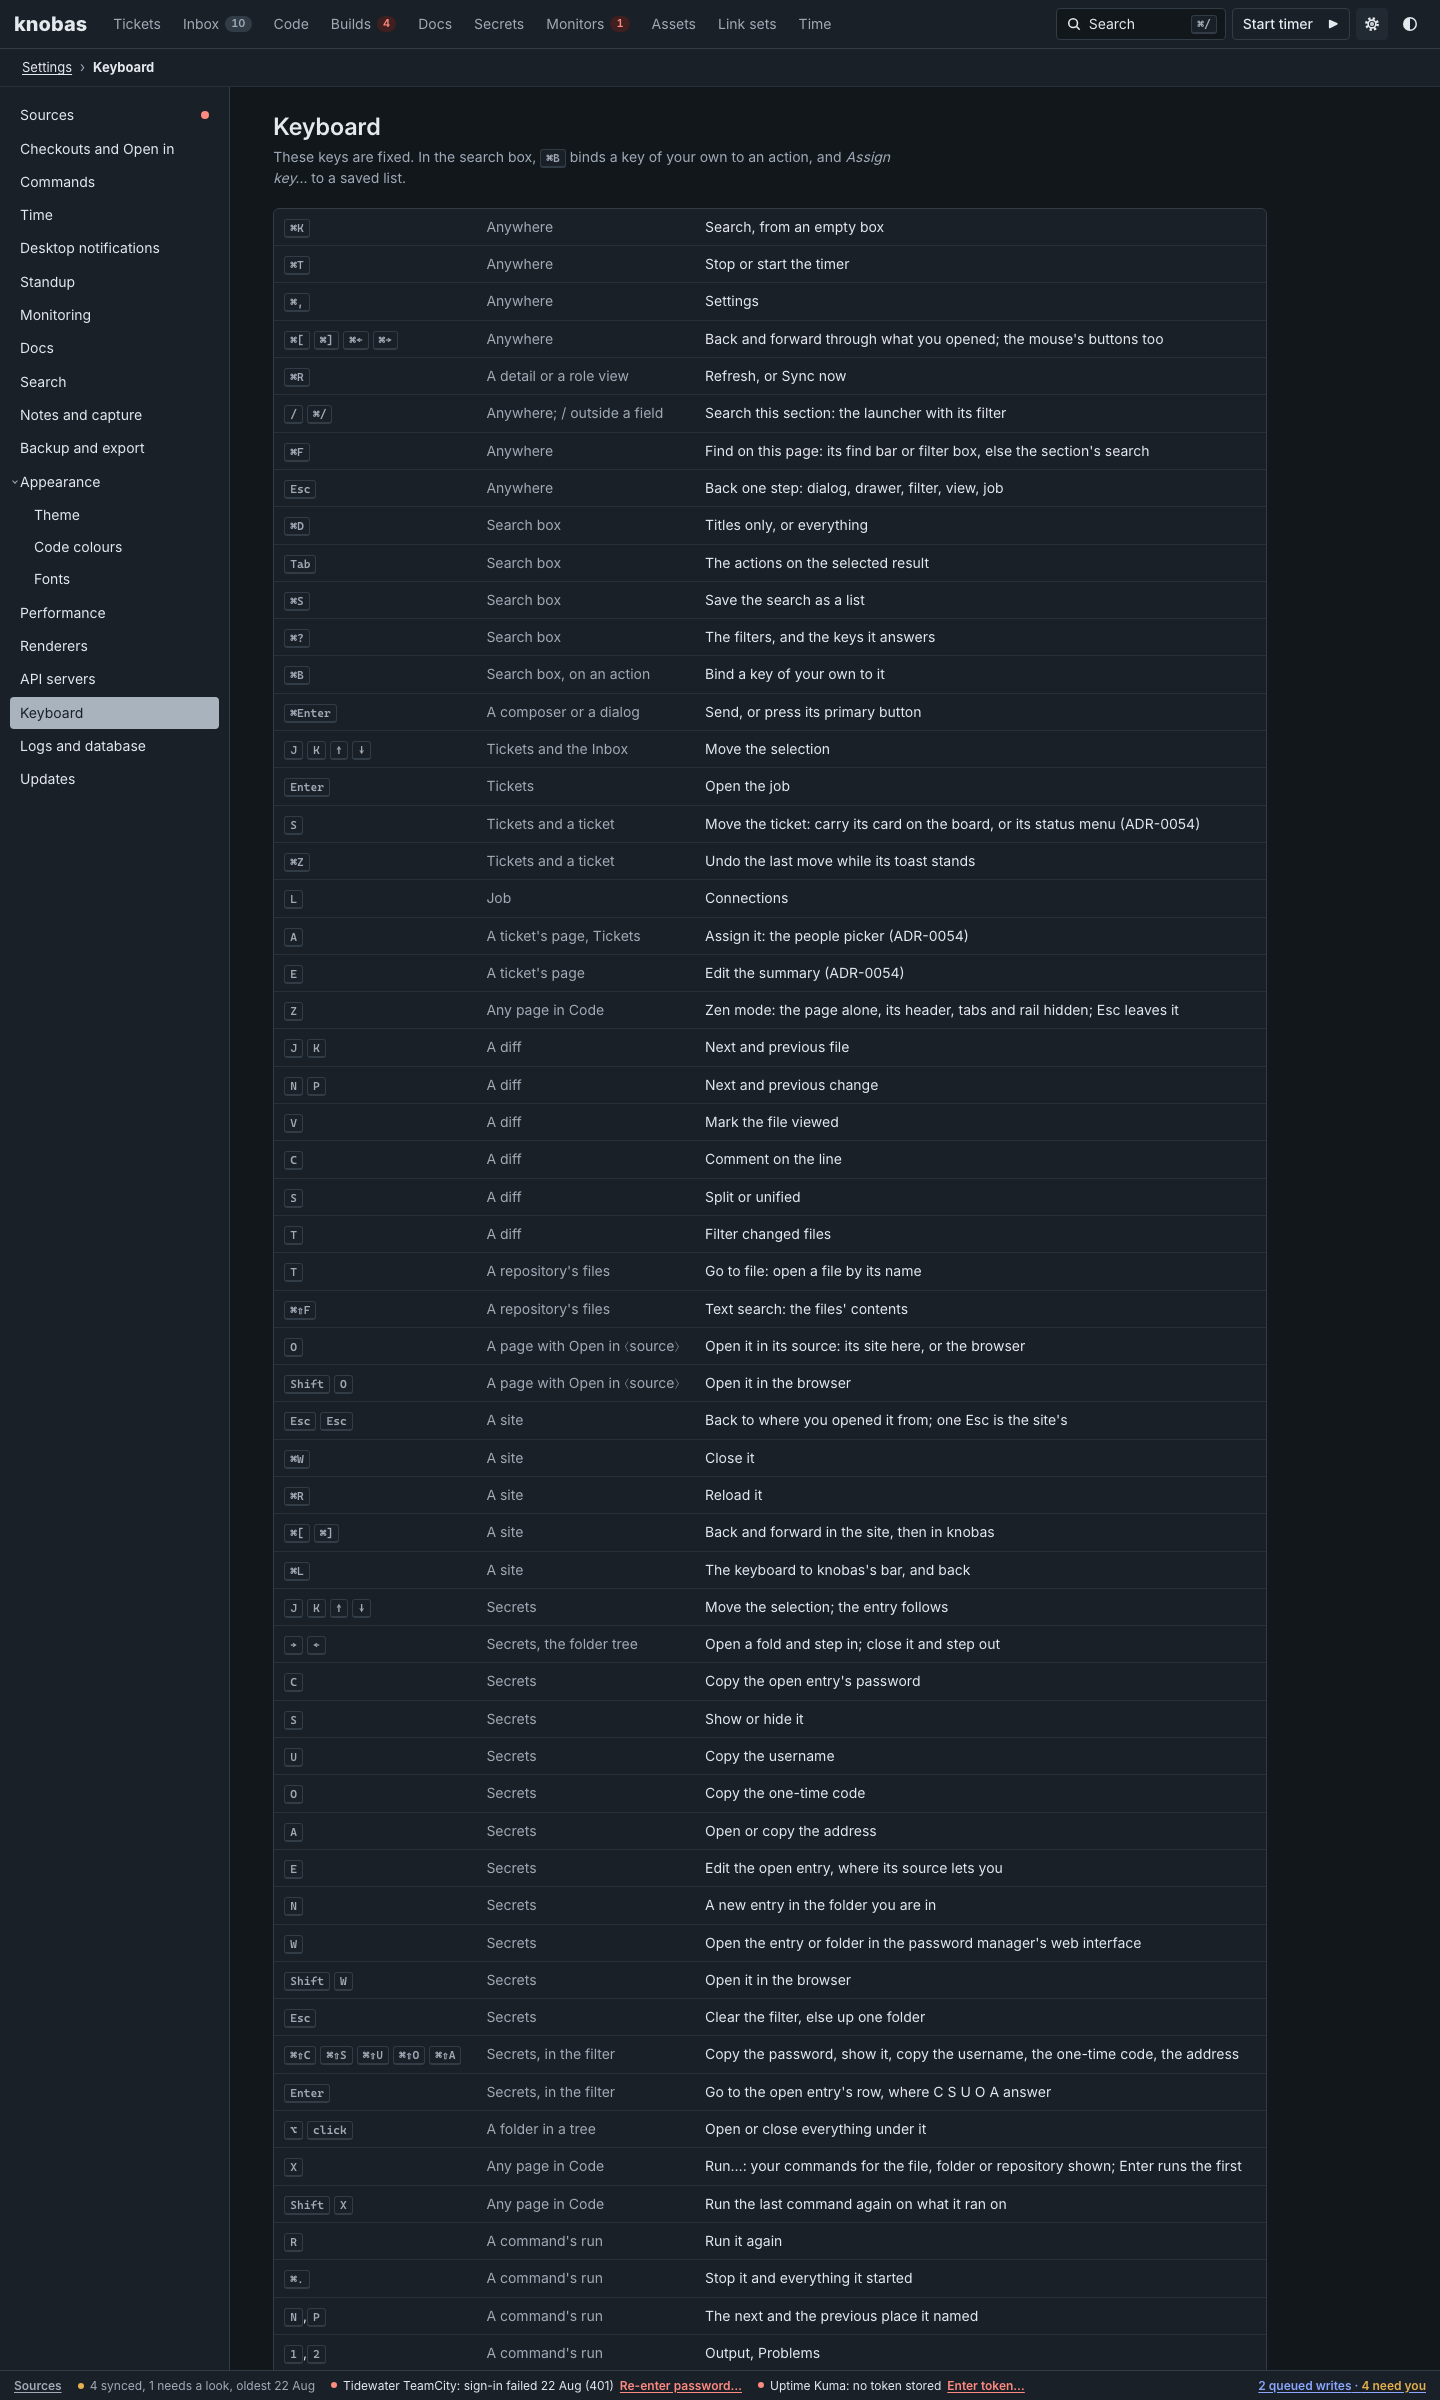 knobas Tickets Inbox 10 Code Builds 4 Docs Secrets Monitors 1 Assets Link sets Time Search ⌘/ Start timer
Settings › Keyboard
Sources
Checkouts and Open in
Commands
Time
Desktop notifications
Standup
Monitoring
Docs
Search
Notes and capture
Backup and export
Appearance
Theme
Code colours
Fonts
Performance
Renderers
API servers
Keyboard
Logs and database
Updates
Keyboard
These keys are fixed. In the search box, ⌘B binds a key of your own to an action, and Assign
key… to a saved list.
⌘K Anywhere Search, from an empty box
⌘T Anywhere Stop or start the timer
⌘, Anywhere Settings
⌘[ ⌘] ⌘← ⌘→ Anywhere Back and forward through what you opened; the mouse's buttons too
⌘R A detail or a role view Refresh, or Sync now
/ ⌘/ Anywhere; / outside a field Search this section: the launcher with its filter
⌘F Anywhere Find on this page: its find bar or filter box, else the section's search
Esc Anywhere Back one step: dialog, drawer, filter, view, job
⌘D Search box Titles only, or everything
Tab Search box The actions on the selected result
⌘S Search box Save the search as a list
⌘? Search box The filters, and the keys it answers
⌘B Search box, on an action Bind a key of your own to it
⌘Enter A composer or a dialog Send, or press its primary button
J K ↑ ↓ Tickets and the Inbox Move the selection
Enter Tickets Open the job
S Tickets and a ticket Move the ticket: carry its card on the board, or its status menu (ADR-0054)
⌘Z Tickets and a ticket Undo the last move while its toast stands
L Job Connections
A A ticket's page, Tickets Assign it: the people picker (ADR-0054)
E A ticket's page Edit the summary (ADR-0054)
Z Any page in Code Zen mode: the page alone, its header, tabs and rail hidden; Esc leaves it
J K A diff Next and previous file
N P A diff Next and previous change
V A diff Mark the file viewed
C A diff Comment on the line
S A diff Split or unified
T A diff Filter changed files
T A repository's files Go to file: open a file by its name
⌘⇧F A repository's files Text search: the files' contents
O A page with Open in 〈source〉 Open it in its source: its site here, or the browser
Shift O A page with Open in 〈source〉 Open it in the browser
Esc Esc A site Back to where you opened it from; one Esc is the site's
⌘W A site Close it
⌘R A site Reload it
⌘[ ⌘] A site Back and forward in the site, then in knobas
⌘L A site The keyboard to knobas's bar, and back
J K ↑ ↓ Secrets Move the selection; the entry follows
→ ← Secrets, the folder tree Open a fold and step in; close it and step out
C Secrets Copy the open entry's password
S Secrets Show or hide it
U Secrets Copy the username
O Secrets Copy the one-time code
A Secrets Open or copy the address
E Secrets Edit the open entry, where its source lets you
N Secrets A new entry in the folder you are in
W Secrets Open the entry or folder in the password manager's web interface
Shift W Secrets Open it in the browser
Esc Secrets Clear the filter, else up one folder
⌘⇧C ⌘⇧S ⌘⇧U ⌘⇧O ⌘⇧A Secrets, in the filter Copy the password, show it, copy the username, the one-time code, the address
Enter Secrets, in the filter Go to the open entry's row, where C S U O A answer
⌥ click A folder in a tree Open or close everything under it
X Any page in Code Run…: your commands for the file, folder or repository shown; Enter runs the first
Shift X Any page in Code Run the last command again on what it ran on
R A command's run Run it again
⌘. A command's run Stop it and everything it started
N , P A command's run The next and the previous place it named
1 , 2 A command's run Output, Problems
Sources 4 synced, 1 needs a look, oldest 22 Aug Tidewater TeamCity: sign-in failed 22 Aug (401) Re-enter password… Uptime Kuma: no token stored Enter token… 2 queued writes · 4 need you